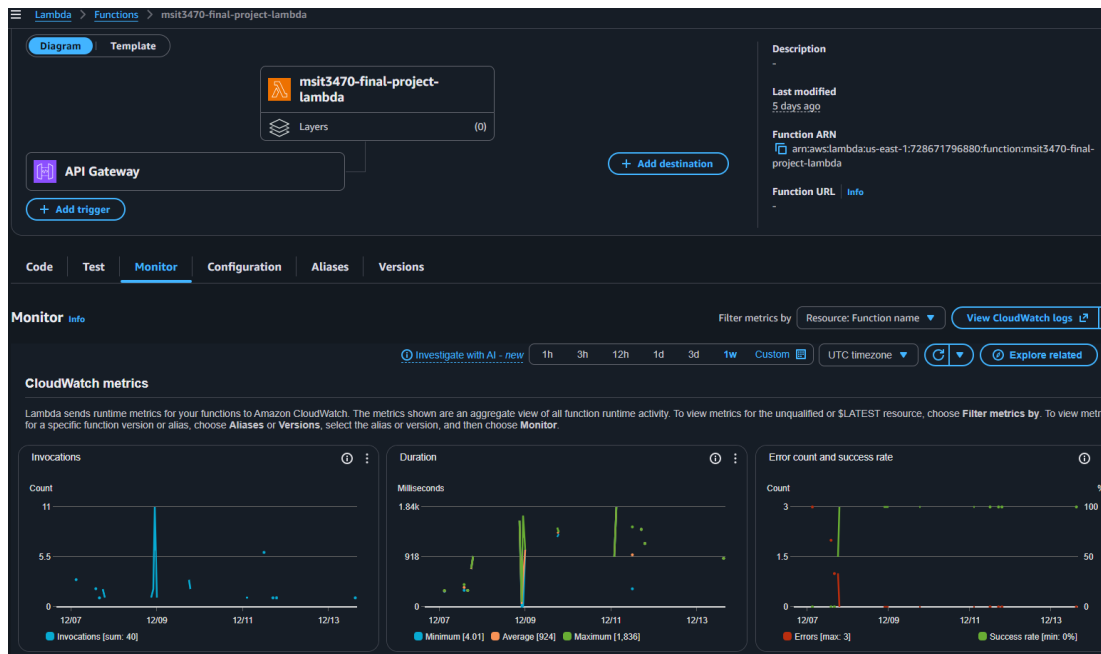 Lambda > Functions > msit3470-final-project-lambda
Diagram Template
msit3470-final-project-
lambda
Layers (0)
API Gateway
+ Add trigger
+ Add destination
Description
-
Last modified
5 days ago
Function ARN
arn:aws:lambda:us-east-1:728671796880:function:msit3470-final-
project-lambda
Function URL Info
-
Code Test Monitor Configuration Aliases Versions
Monitor Info
Filter metrics by Resource: Function name View CloudWatch logs
Investigate with AI - new 1h 3h 12h 1d 3d 1w Custom UTC timezone Explore related
CloudWatch metrics
Lambda sends runtime metrics for your functions to Amazon CloudWatch. The metrics shown are an aggregate view of all function runtime activity. To view metrics for the unqualified or $LATEST resource, choose Filter metrics by. To view metr
for a specific function version or alias, choose Aliases or Versions, select the alias or version, and then choose Monitor.
Invocations
Count
11
5.5
0
12/07 12/09 12/11 12/13
Invocations [sum: 40]
Duration
Milliseconds
1.84k
918
0
12/07 12/09 12/11 12/13
Minimum [4.01] Average [924] Maximum [1,836]
Error count and success rate
Count %
3 100
1.5 50
0 0
12/07 12/09 12/11 12/13
Errors [max: 3] Success rate [min: 0%]